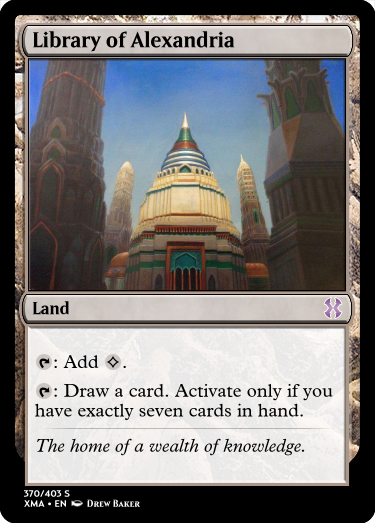 Library of Alexandria
Land
: Add .
: Draw a card. Activate only if you
have exactly seven cards in hand.
The home of a wealth of knowledge.
370/403 S
XMA • EN Drew Baker